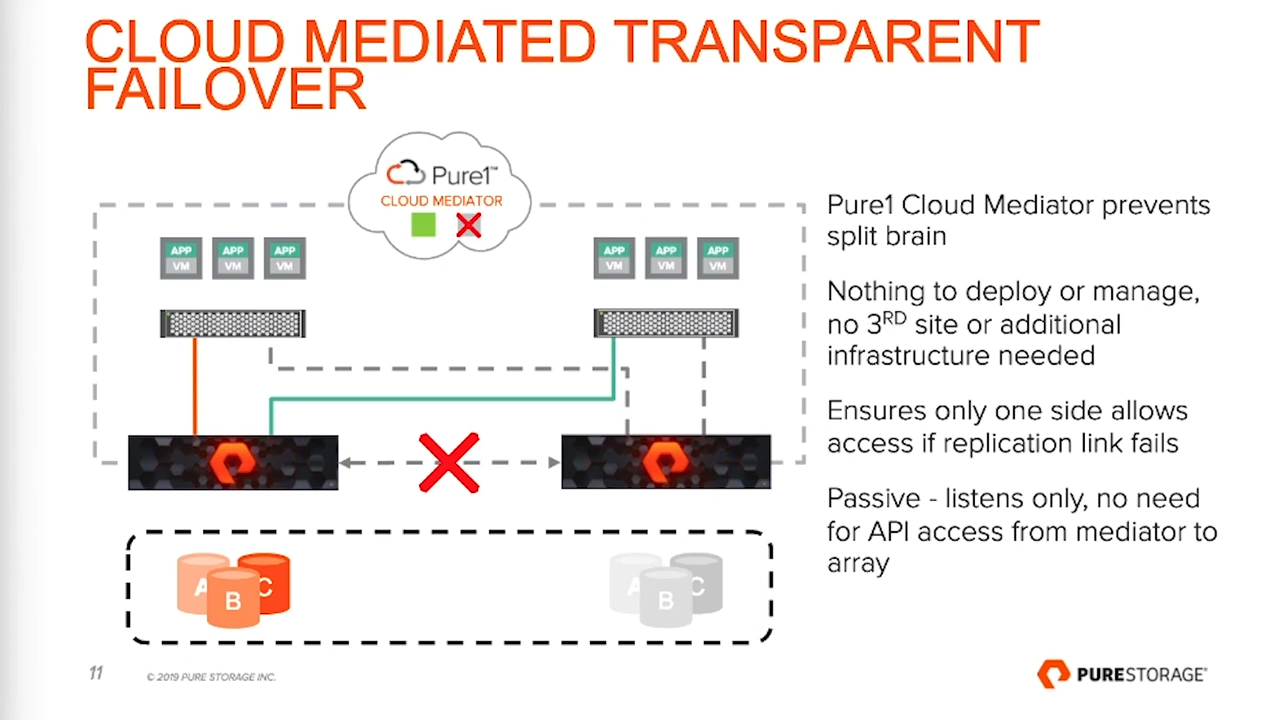 CLOUD MEDIATED TRANSPARENT
FAILOVER
Pure1™
CLOUD MEDIATOR
APP APP APP
VM VM VM
APP APP APP
VM VM VM
Pure1 Cloud Mediator prevents
split brain
Nothing to deploy or manage,
no 3RD site or additional
infrastructure needed
Ensures only one side allows
access if replication link fails
Passive - listens only, no need
for API access from mediator to
array
A B C
A B C
11
© 2019 PURE STORAGE INC.
PURESTORAGE®